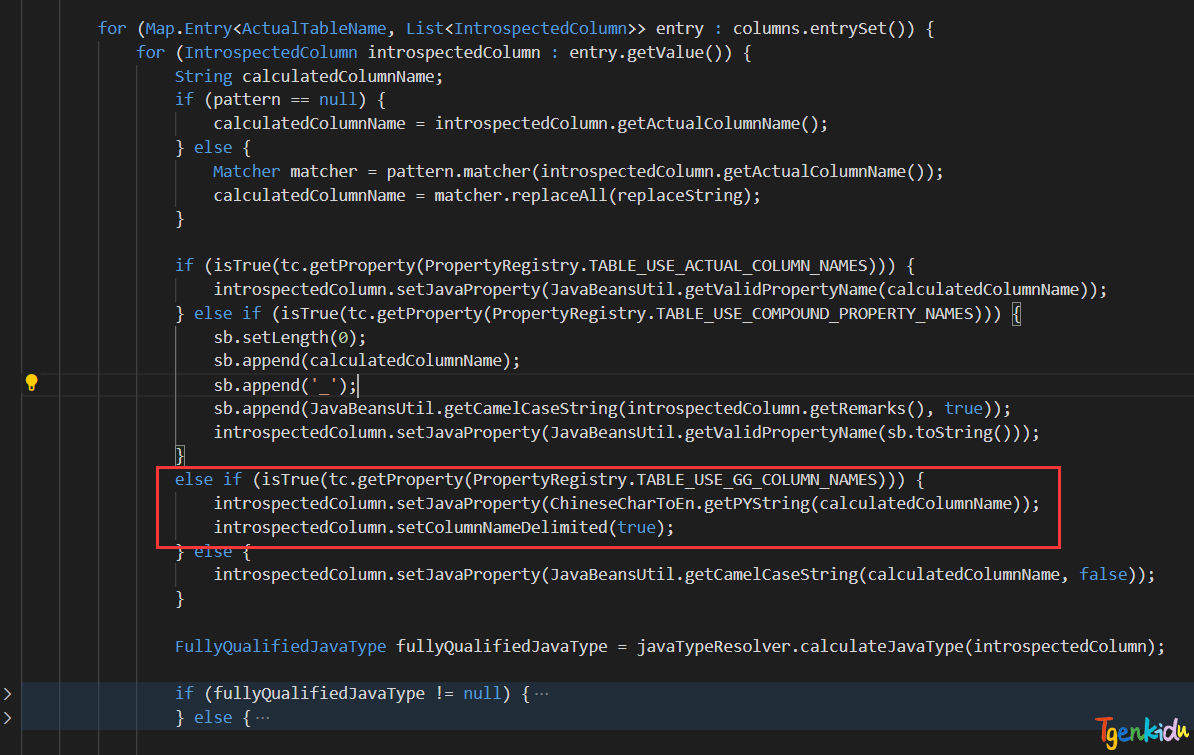 for (Map.Entry<ActualTableName, List<IntrospectedColumn>> entry : columns.entrySet()) {
for (IntrospectedColumn introspectedColumn : entry.getValue()) {
String calculatedColumnName;
if (pattern == null) {
calculatedColumnName = introspectedColumn.getActualColumnName();
} else {
Matcher matcher = pattern.matcher(introspectedColumn.getActualColumnName());
calculatedColumnName = matcher.replaceAll(replaceString);
}
if (isTrue(tc.getProperty(PropertyRegistry.TABLE_USE_ACTUAL_COLUMN_NAMES))) {
introspectedColumn.setJavaProperty(JavaBeansUtil.getValidPropertyName(calculatedColumnName));
} else if (isTrue(tc.getProperty(PropertyRegistry.TABLE_USE_COMPOUND_PROPERTY_NAMES))) {
sb.setLength(0);
sb.append(calculatedColumnName);
sb.append('_');
sb.append(JavaBeansUtil.getCamelCaseString(introspectedColumn.getRemarks(), true));
introspectedColumn.setJavaProperty(JavaBeansUtil.getValidPropertyName(sb.toString()));
}
else if (isTrue(tc.getProperty(PropertyRegistry.TABLE_USE_GG_COLUMN_NAMES))) {
introspectedColumn.setJavaProperty(ChineseCharToEn.getPYString(calculatedColumnName));
introspectedColumn.setColumnNameDelimited(true);
} else {
introspectedColumn.setJavaProperty(JavaBeansUtil.getCamelCaseString(calculatedColumnName, false));
}
FullyQualifiedJavaType fullyQualifiedJavaType = javaTypeResolver.calculateJavaType(introspectedColumn);
if (fullyQualifiedJavaType != null) {···
} else {···
Tgenkidu